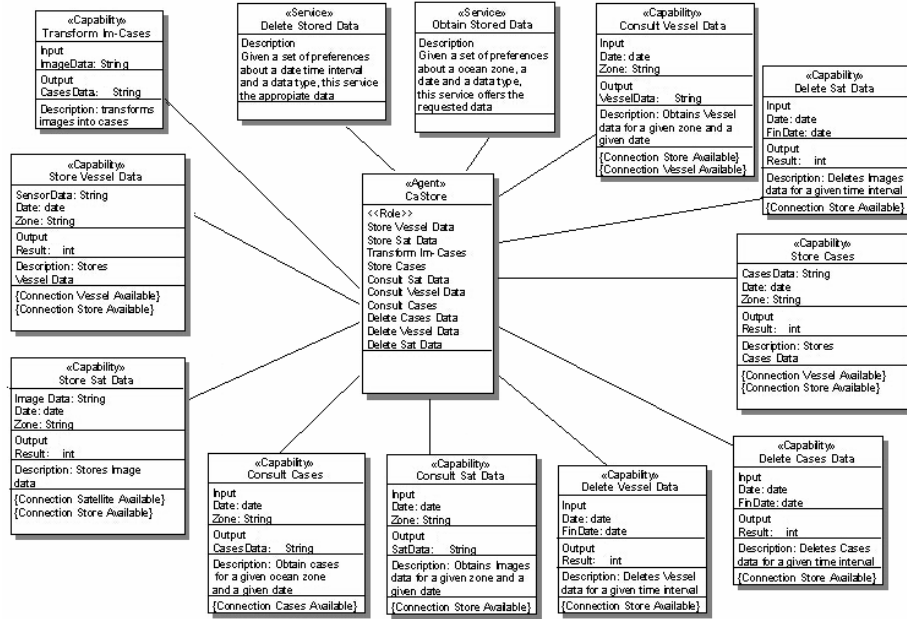 «Capability»
Transform Im-Cases
Input
ImageData: String
Output
CasesData: String
Description: transforms
images into cases
«Service»
Delete Stored Data
Description
Given a set of preferences
about a date time interval
and a data type, this service
the appropiate data
«Service»
Obtain Stored Data
Description
Given a set of preferences
about a ocean zone, a
date and a data type,
this service offers the
requested data
«Capability»
Consult Vessel Data
Input
Date: date
Zone: String
Output
VesselData: String
Description: Obtains Vessel
data for a given zone and a
given date
{Connection Store Available}
{Connection Vessel Available}
«Capability»
Delete Sat Data
Input
Date: date
FinDate: date
Output
Result: int
Description: Deletes Images
data for a given time interval
{Connection Store Available}
«Capability»
Store Vessel Data
SensorData: String
Date: date
Zone: String
Output
Result: int
Description: Stores
Vessel Data
{Connection Vessel Available}
{Connection Store Available}
«Agent»
CaStore
<<Role>>
Store Vessel Data
Store Sat Data
Transform Im-Cases
Store Cases
Consult Sat Data
Consult Vessel Data
Consult Cases
Delete Cases Data
Delete Vessel Data
Delete Sat Data
«Capability»
Store Cases
CasesData: String
Date: date
Zone: String
Output
Result: int
Description: Stores
Cases Data
{Connection Vessel Available}
{Connection Store Available}
«Capability»
Store Sat Data
Image Data: String
Date: date
Zone: String
Output
Result: int
Description: Stores Image
data
{Connection Satellite Available}
{Connection Store Available}
«Capability»
Consult Cases
Input
Date: date
Zone: String
Output
CasesData: String
Description: Obtain cases
for a given ocean zone
and a given date
{Connection Cases Available}
«Capability»
Consult Sat Data
Input
Date: date
Zone: String
Output
SatData: String
Description: Obtains Images
data for a given zone and a
given date
{Connection Store Available}
«Capability»
Delete Vessel Data
Input
Date: date
FinDate: date
Output
Result: int
Description: Deletes Vessel
data for a given time interval
{Connection Store Available}
«Capability»
Delete Cases Data
Input
Date: date
FinDate: date
Output
Result: int
Description: Deletes Cases
data for a given time interval
{Connection Store Available}